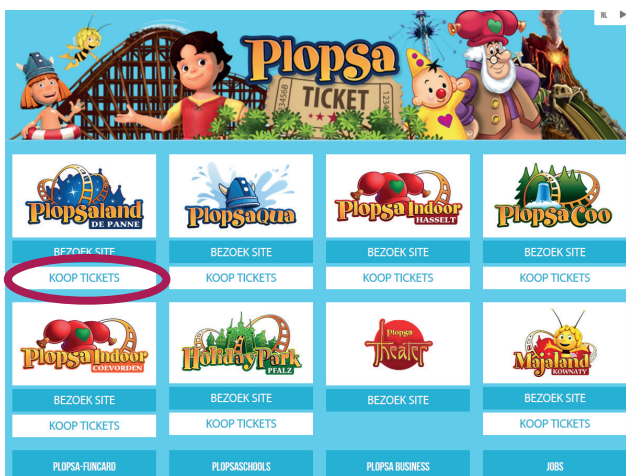 NL
Plopsa
TICKET
123456B
123
Plopsaland
DE PANNE
BEZOEK SITE
KOOP TICKETS
Plopsaqua
BEZOEK SITE
KOOP TICKETS
Plopsa Indoor
HASSELT
BEZOEK SITE
KOOP TICKETS
Plopsa Coo
BEZOEK SITE
KOOP TICKETS
Plopsa Indoor
COEVORDEN
BEZOEK SITE
KOOP TICKETS
Holiday Park
PFALZ
BEZOEK SITE
KOOP TICKETS
Plopsa
Theater
BEZOEK SITE
Majaland
KOWNATY
BEZOEK SITE
KOOP TICKETS
PLOPSA-FUNCARD
PLOPSASCHOOLS
PLOPSA BUSINESS
JOBS